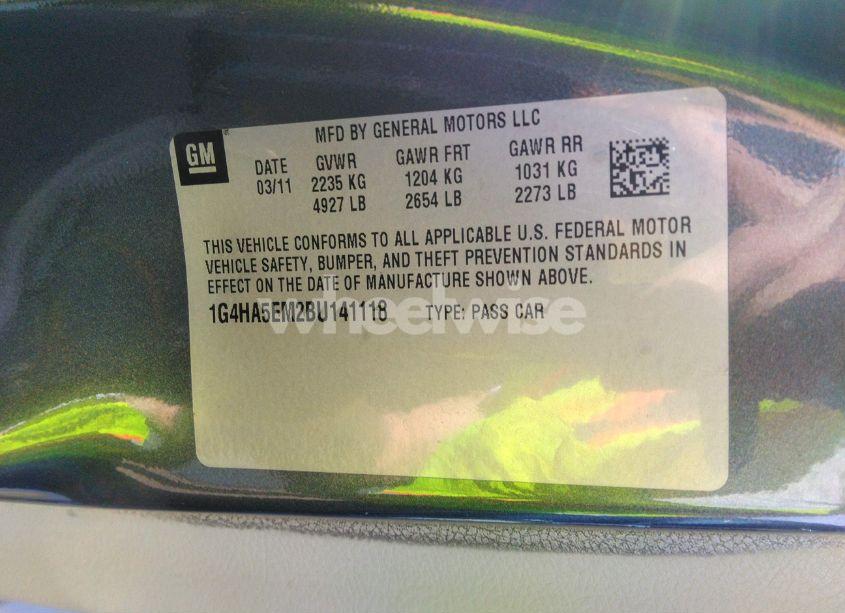 MFD BY GENERAL MOTORS LLC
GM
DATE GVWR GAWR FRT GAWR RR
03/11 2235 KG 1204 KG 1031 KG
4927 LB 2654 LB 2273 LB
THIS VEHICLE CONFORMS TO ALL APPLICABLE U.S. FEDERAL MOTOR
VEHICLE SAFETY, BUMPER, AND THEFT PREVENTION STANDARDS IN
EFFECT ON THE DATE OF MANUFACTURE SHOWN ABOVE.
1G4HA5EM2BU141118 TYPE: PASS CAR
wheelwise